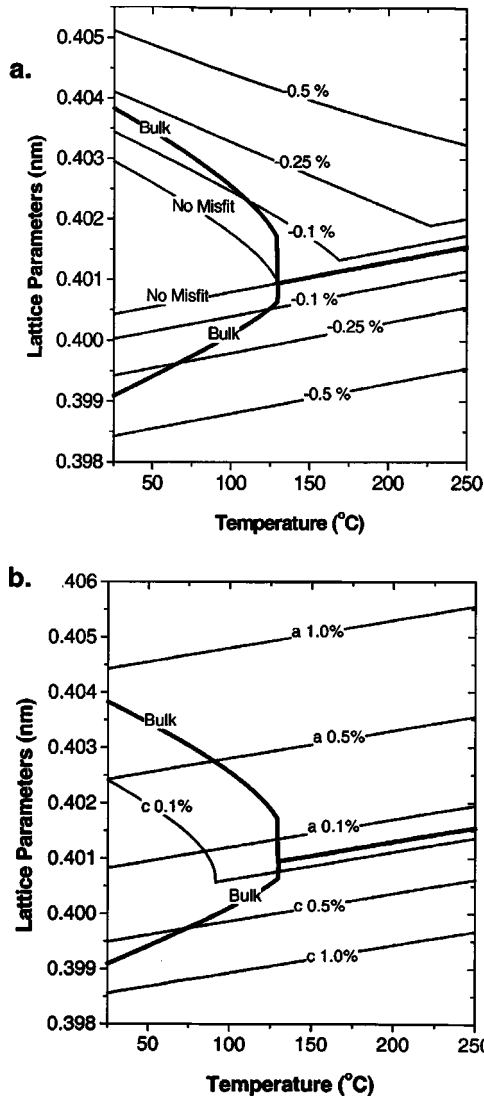 a.
Lattice Parameters (nm)
0.405
0.404
0.403
0.402
0.401
0.400
0.399
0.398
-0.5 %
Bulk
-0.25 %
No Misfit
-0.1 %
No Misfit
-0.1 %
Bulk
-0.25 %
-0.5 %
50 100 150 200 250
Temperature (°C)
b.
Lattice Parameters (nm)
0.406
0.405
0.404
0.403
0.402
0.401
0.400
0.399
0.398
a 1.0%
Bulk
a 0.5%
c 0.1%
a 0.1%
Bulk
c 0.5%
c 1.0%
50 100 150 200 250
Temperature (°C)